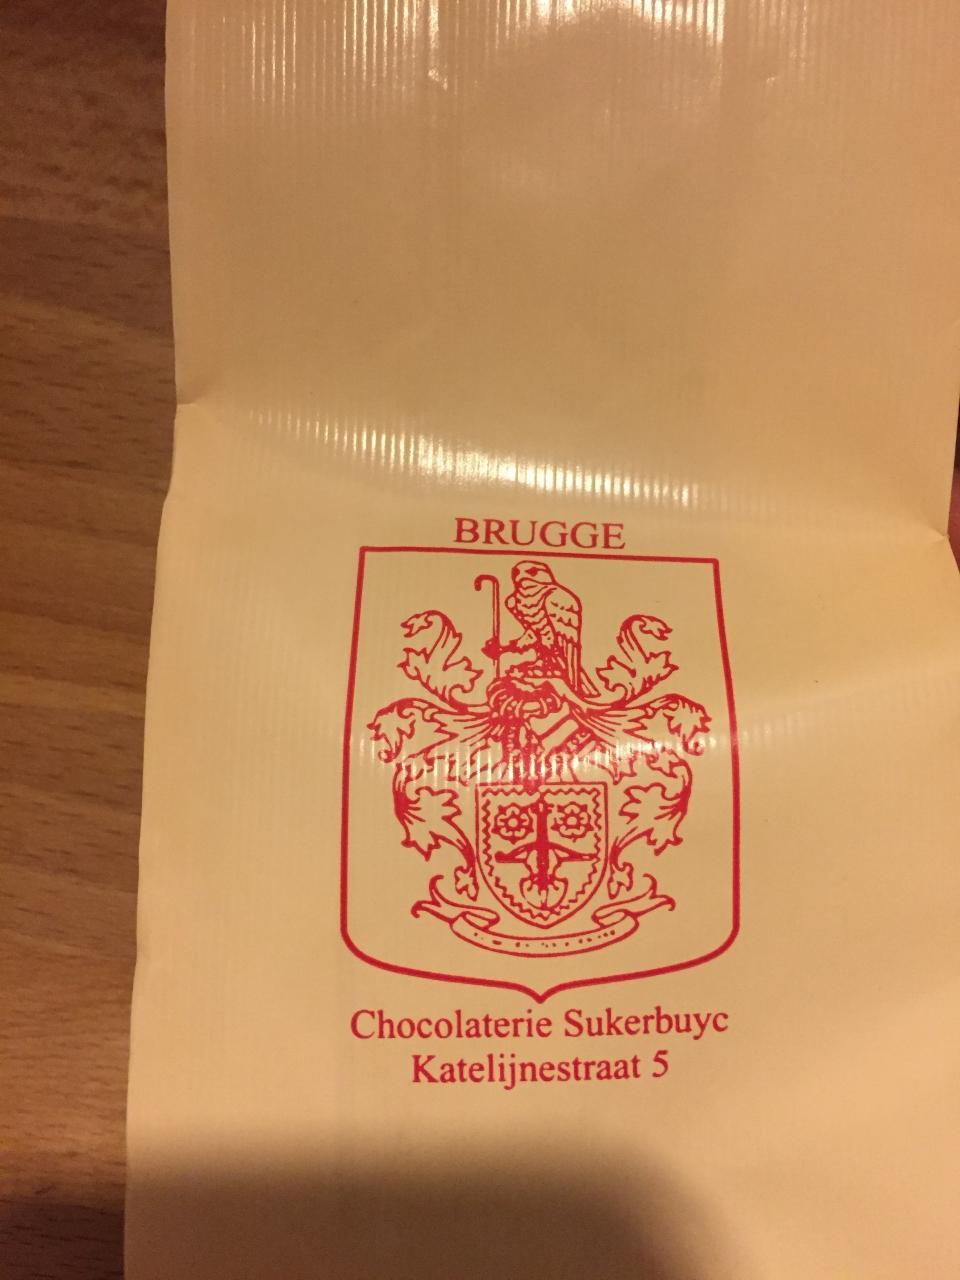 BRUGGE
Chocolaterie Sukerbuyc
Katelijnestraat 5